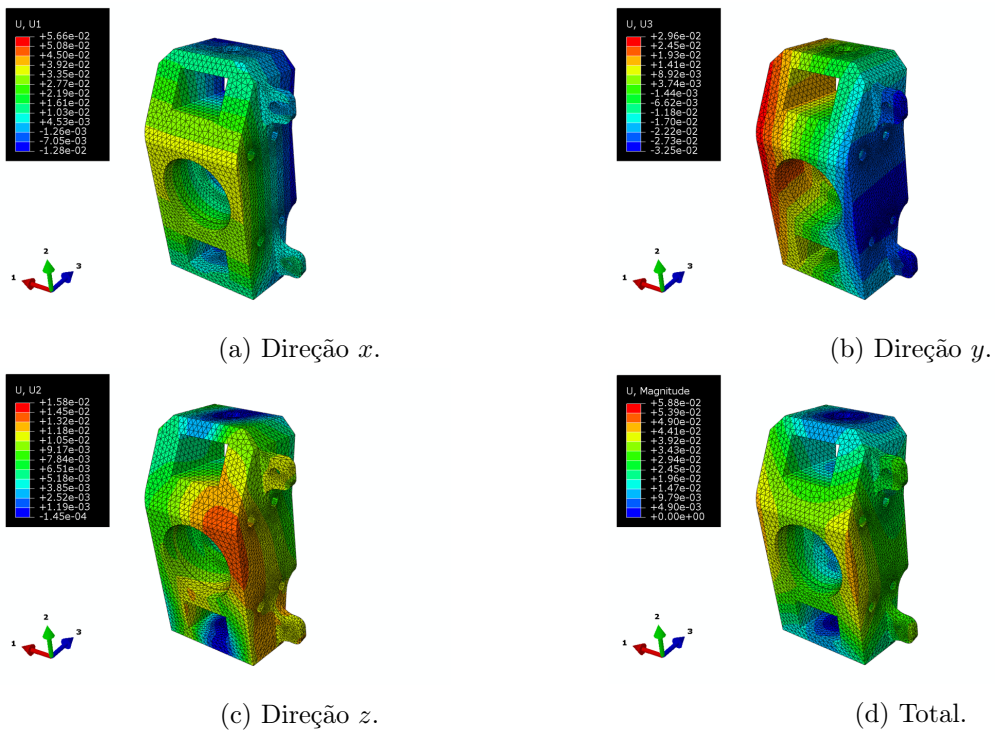 U, U1
+5.66e-02
+5.08e-02
+4.50e-02
+3.92e-02
+3.35e-02
+2.77e-02
+2.19e-02
+1.61e-02
+1.03e-02
+4.53e-03
-1.26e-03
-7.05e-03
-1.28e-02
2
1
3
(a) Direção x.
U, U3
+2.96e-02
+2.45e-02
+1.93e-02
+1.41e-02
+8.92e-03
+3.74e-03
-1.44e-03
-6.62e-03
-1.18e-02
-1.70e-02
-2.22e-02
-2.73e-02
-3.25e-02
2
1
3
(b) Direção y.
U, U2
+1.58e-02
+1.45e-02
+1.32e-02
+1.18e-02
+1.05e-02
+9.17e-03
+7.84e-03
+6.51e-03
+5.18e-03
+3.85e-03
+2.52e-03
+1.19e-03
-1.45e-04
2
1
3
(c) Direção z.
U, Magnitude
+5.88e-02
+5.39e-02
+4.90e-02
+4.41e-02
+3.92e-02
+3.43e-02
+2.94e-02
+2.45e-02
+1.96e-02
+1.47e-02
+9.79e-03
+4.90e-03
+0.00e+00
2
1
3
(d) Total.